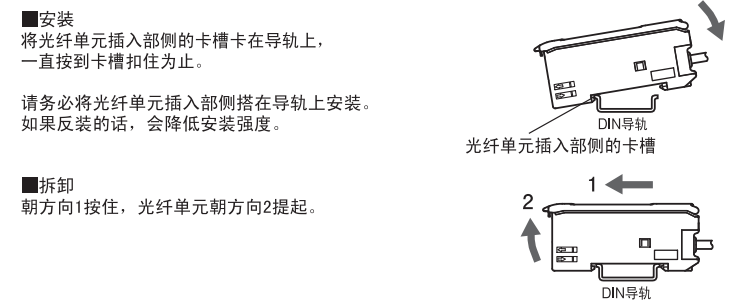 ■安装
将光纤单元插入部侧的卡槽卡在导轨上，
一直按到卡槽扣住为止。
请务必将光纤单元插入部侧搭在导轨上安装。
如果反装的话，会降低安装强度。
DIN导轨
光纤单元插入部侧的卡槽
■拆卸
朝方向1按住，光纤单元朝方向2提起。
1
2
DIN导轨